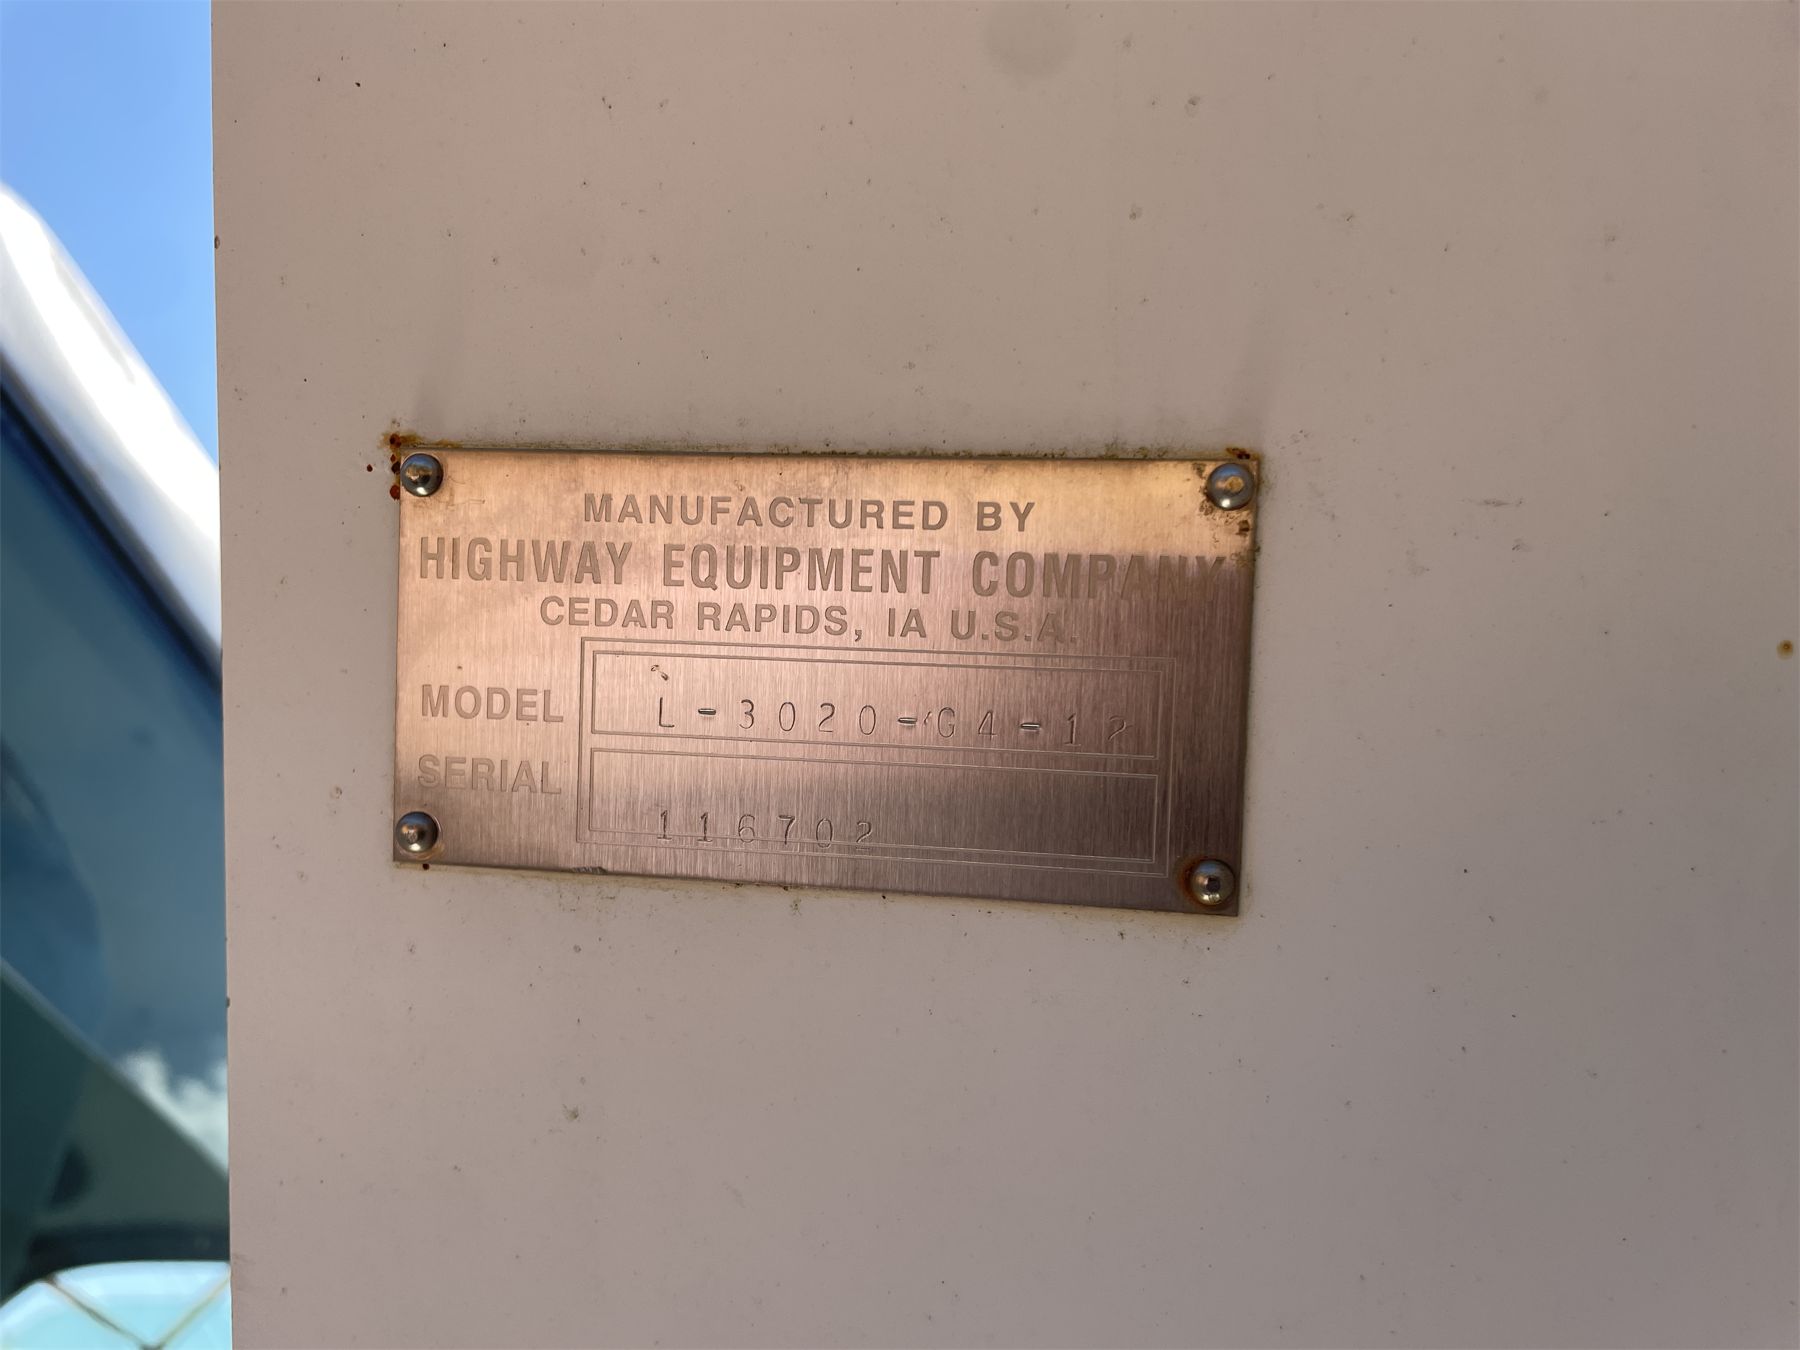 MANUFACTURED BY
HIGHWAY EQUIPMENT COMPANY
CEDAR RAPIDS, IA U.S.A.
MODEL L-3020-G4-12
SERIAL 116702